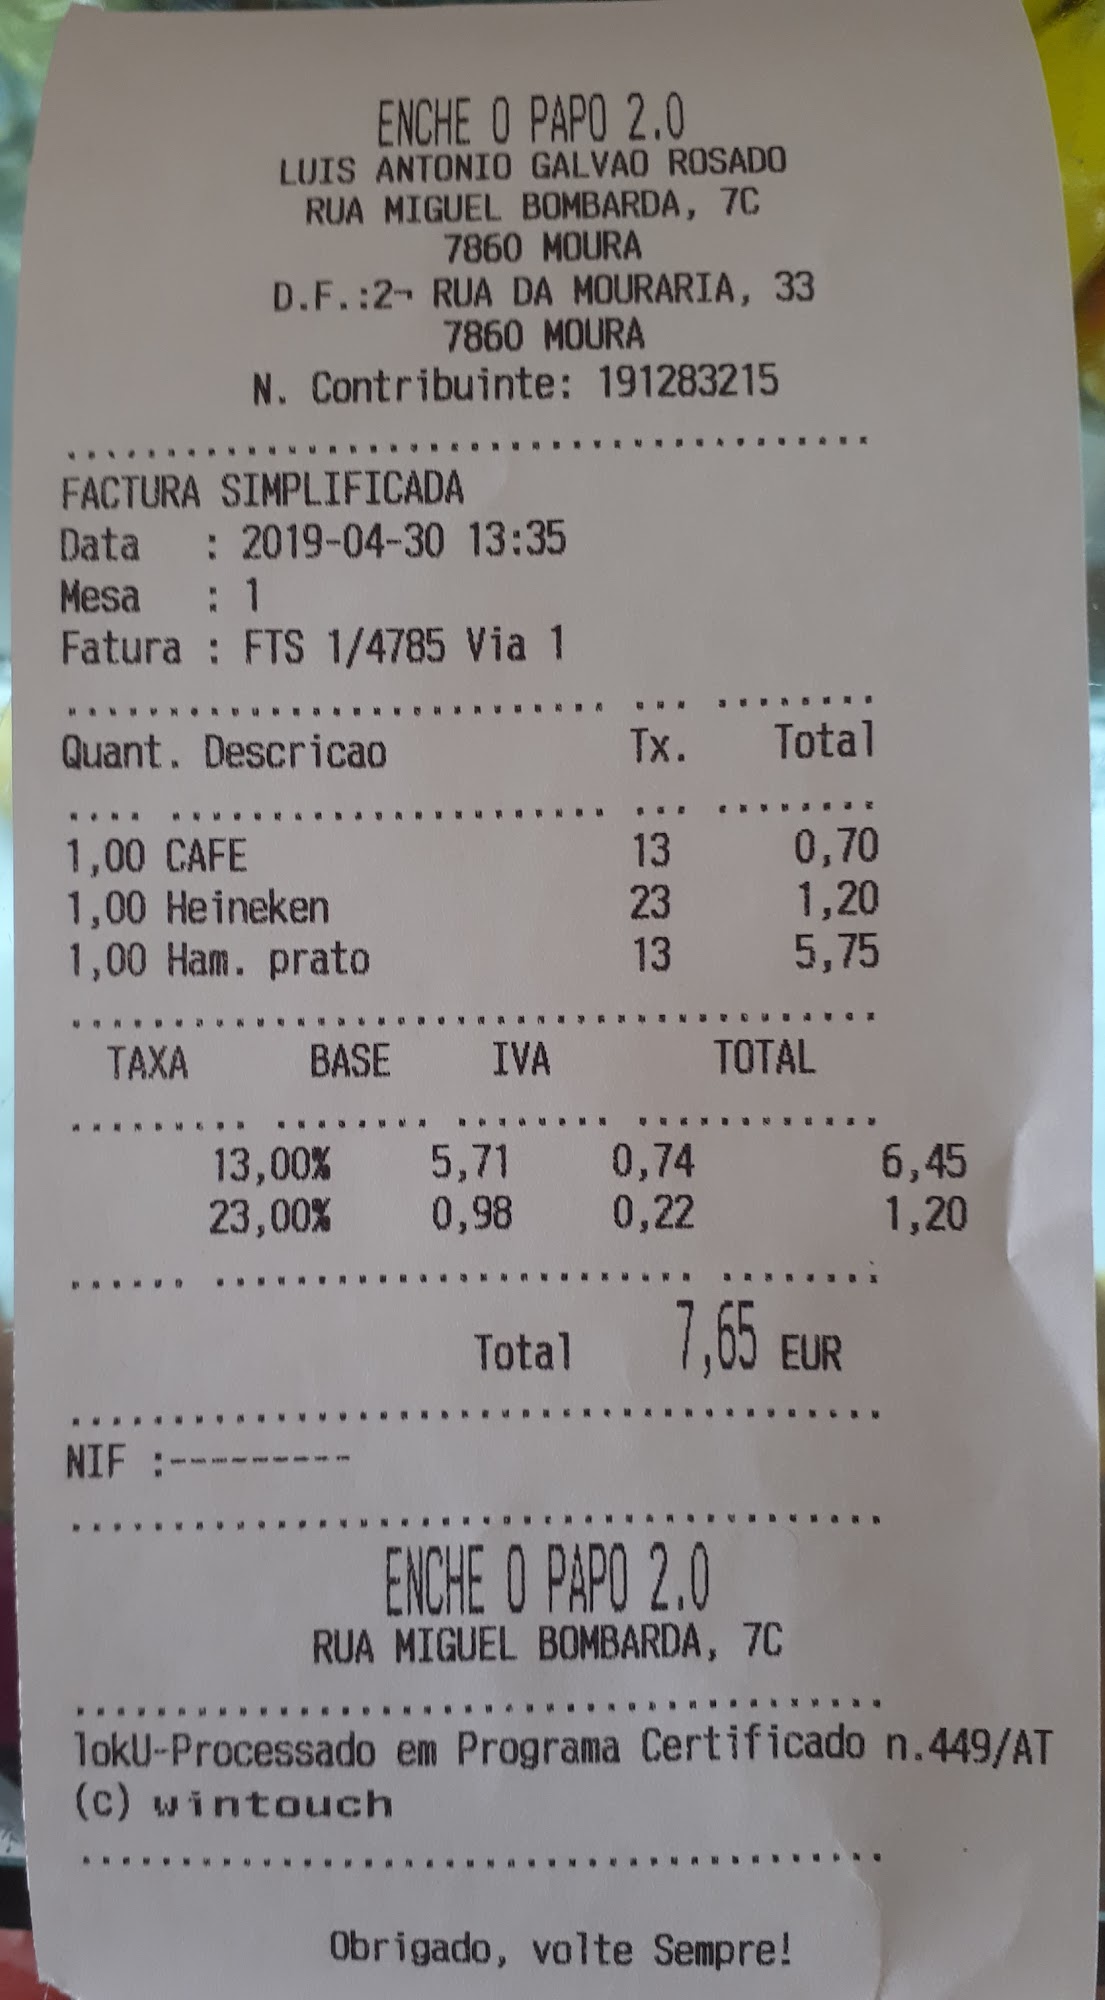 ENCHE O PAPO 2.0
LUIS ANTONIO GALVAO ROSADO
RUA MIGUEL BOMBARDA, 7C
7860 MOURA
D.F.:2¬ RUA DA MOURARIA, 33
7860 MOURA
N. Contribuinte: 191283215
FACTURA SIMPLIFICADA
Data : 2019-04-30 13:35
Mesa : 1
Fatura : FTS 1/4785 Via 1
Quant. Descricao Tx. Total
1,00 CAFE 13 0,70
1,00 Heineken 23 1,20
1,00 Ham. prato 13 5,75
TAXA BASE IVA TOTAL
13,00% 5,71 0,74 6,45
23,00% 0,98 0,22 1,20
Total 7,65 EUR
NIF :---------
ENCHE O PAPO 2.0
RUA MIGUEL BOMBARDA, 7C
lokU-Processado em Programa Certificado n.449/AT
(c) wintouch
Obrigado, volte Sempre!